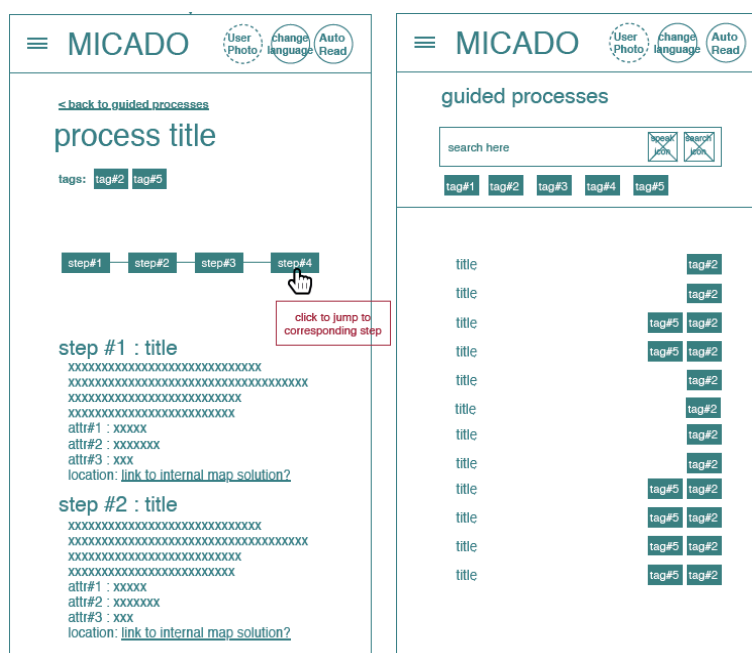 MICADO
User Photo
change language
Auto Read
< back to guided processes
process title
tags: tag#2 tag#5
step#1 step#2 step#3 step#4
click to jump to
corresponding step
step #1 : title
xxxxxxxxxxxxxxxxxxxxxxxxxxxxx
xxxxxxxxxxxxxxxxxxxxxxxxxxxxxxxxxxxx
xxxxxxxxxxxxxxxxxxxxxxxxxx
xxxxxxxxxxxxxxxxxxxxxxxxx
attr#1 : xxxxx
attr#2 : xxxxxxx
attr#3 : xxx
location: link to internal map solution?
step #2 : title
xxxxxxxxxxxxxxxxxxxxxxxxxxxxx
xxxxxxxxxxxxxxxxxxxxxxxxxxxxxxxxxxxx
xxxxxxxxxxxxxxxxxxxxxxxxxx
xxxxxxxxxxxxxxxxxxxxxxxxx
attr#1 : xxxxx
attr#2 : xxxxxxx
attr#3 : xxx
location: link to internal map solution?
MICADO
User Photo
change language
Auto Read
guided processes
search here
speak icon
search icon
tag#1 tag#2 tag#3 tag#4 tag#5
title tag#2
title tag#2
title tag#5 tag#2
title tag#5 tag#2
title tag#2
title tag#2
title tag#2
title tag#2
title tag#5 tag#2
title tag#5 tag#2
title tag#5 tag#2
title tag#5 tag#2